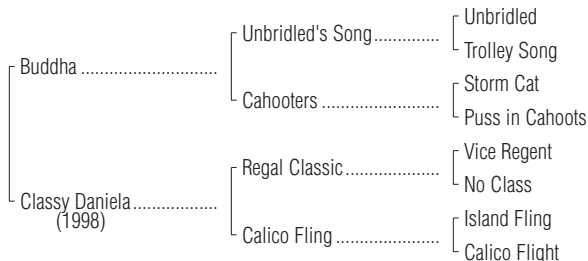 Unbridled
Unbridled's Song..............
Trolley Song
Buddha .............................
Storm Cat
Cahooters .........................
Puss in Cahoots
Vice Regent
Regal Classic....................
No Class
Classy Daniela..................
(1998)
Island Fling
Calico Fling ......................
Calico Flight